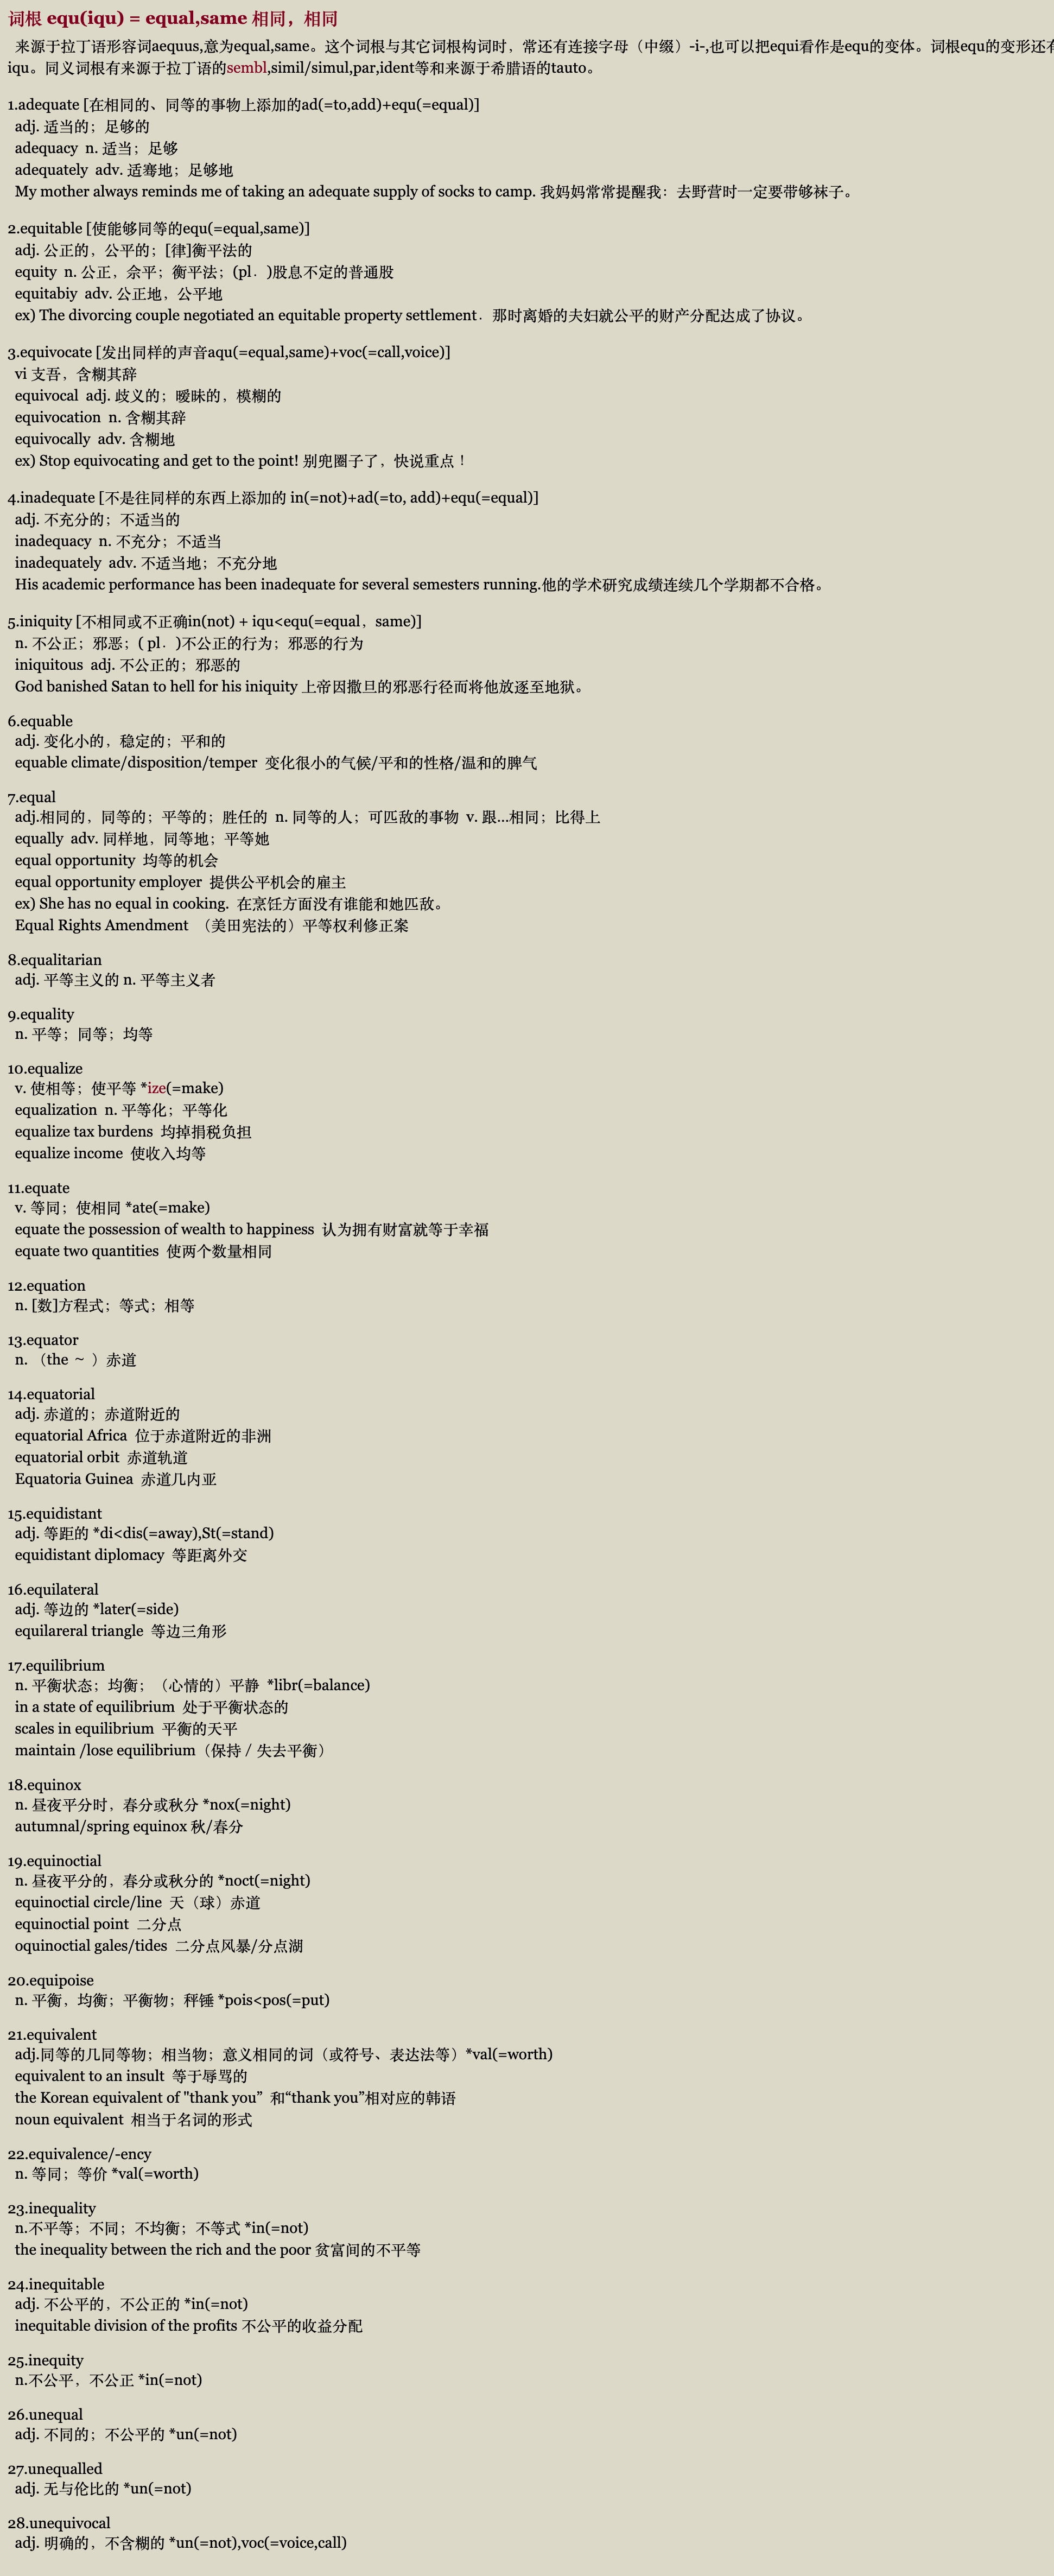 词根 equ(iqu) = equal,same 相同，相同
来源于拉丁语形容词aequus,意为equal,same。这个词根与其它词根构词时，常还有连接字母（中缀）-i-,也可以把equi看作是equ的变体。词根equ的变形还有
iqu。同义词根有来源于拉丁语的sembl,simil/simul,par,ident等和来源于希腊语的tauto。
1.adequate [在相同的、同等的事物上添加的ad(=to,add)+equ(=equal)]
adj. 适当的；足够的
adequacy n. 适当；足够
adequately adv. 适骞地；足够地
My mother always reminds me of taking an adequate supply of socks to camp. 我妈妈常常提醒我：去野营时一定要带够袜子。
2.equitable [使能够同等的equ(=equal,same)]
adj. 公正的，公平的；[律]衡平法的
equity n. 公正，佘平；衡平法；(pl．)股息不定的普通股
equitabiy adv. 公正地，公平地
ex) The divorcing couple negotiated an equitable property settlement．那时离婚的夫妇就公平的财产分配达成了协议。
3.equivocate [发出同样的声音aqu(=equal,same)+voc(=call,voice)]
vi 支吾，含糊其辞
equivocal adj. 歧义的；暧昧的，模糊的
equivocation n. 含糊其辞
equivocally adv. 含糊地
ex) Stop equivocating and get to the point! 别兜圈子了，快说重点！
4.inadequate [不是往同样的东西上添加的 in(=not)+ad(=to, add)+equ(=equal)]
adj. 不充分的；不适当的
inadequacy n. 不充分；不适当
inadequately adv. 不适当地；不充分地
His academic performance has been inadequate for several semesters running.他的学术研究成绩连续几个学期都不合格。
5.iniquity [不相同或不正确in(not) + iqu<equ(=equal，same)]
n. 不公正；邪恶；( pl．)不公正的行为；邪恶的行为
iniquitous adj. 不公正的；邪恶的
God banished Satan to hell for his iniquity 上帝因撒旦的邪恶行径而将他放逐至地狱。
6.equable
adj. 变化小的，稳定的；平和的
equable climate/disposition/temper 变化很小的气候/平和的性格/温和的脾气
7.equal
adj.相同的，同等的；平等的；胜任的 n. 同等的人；可匹敌的事物 v. 跟...相同；比得上
equally adv. 同样地，同等地；平等她
equal opportunity 均等的机会
equal opportunity employer 提供公平机会的雇主
ex) She has no equal in cooking. 在烹饪方面没有谁能和她匹敌。
Equal Rights Amendment （美田宪法的）平等权利修正案
8.equalitarian
adj. 平等主义的 n. 平等主义者
9.equality
n. 平等；同等；均等
10.equalize
v. 使相等；使平等 *ize(=make)
equalization n. 平等化；平等化
equalize tax burdens 均掉捐税负担
equalize income 使收入均等
11.equate
v. 等同；使相同 *ate(=make)
equate the possession of wealth to happiness 认为拥有财富就等于幸福
equate two quantities 使两个数量相同
12.equation
n. [数]方程式；等式；相等
13.equator
n. （the ～ ）赤道
14.equatorial
adj. 赤道的；赤道附近的
equatorial Africa 位于赤道附近的非洲
equatorial orbit 赤道轨道
Equatoria Guinea 赤道几内亚
15.equidistant
adj. 等距的 *di<dis(=away),St(=stand)
equidistant diplomacy 等距离外交
16.equilateral
adj. 等边的 *later(=side)
equilareral triangle 等边三角形
17.equilibrium
n. 平衡状态；均衡；（心情的）平静 *libr(=balance)
in a state of equilibrium 处于平衡状态的
scales in equilibrium 平衡的天平
maintain /lose equilibrium（保持／失去平衡）
18.equinox
n. 昼夜平分时，春分或秋分 *nox(=night)
autumnal/spring equinox 秋/春分
19.equinoctial
n. 昼夜平分的，春分或秋分的 *noct(=night)
equinoctial circle/line 天（球）赤道
equinoctial point 二分点
oquinoctial gales/tides 二分点风暴/分点湖
20.equipoise
n. 平衡，均衡；平衡物；秤锤 *pois<pos(=put)
21.equivalent
adj.同等的几同等物；相当物；意义相同的词（或符号、表达法等）*val(=worth)
equivalent to an insult 等于辱骂的
the Korean equivalent of "thank you” 和“thank you”相对应的韩语
noun equivalent 相当于名词的形式
22.equivalence/-ency
n. 等同；等价 *val(=worth)
23.inequality
n.不平等；不同；不均衡；不等式 *in(=not)
the inequality between the rich and the poor 贫富间的不平等
24.inequitable
adj. 不公平的，不公正的 *in(=not)
inequitable division of the profits 不公平的收益分配
25.inequity
n.不公平，不公正 *in(=not)
26.unequal
adj. 不同的；不公平的 *un(=not)
27.unequalled
adj. 无与伦比的 *un(=not)
28.unequivocal
adj. 明确的，不含糊的 *un(=not),voc(=voice,call)